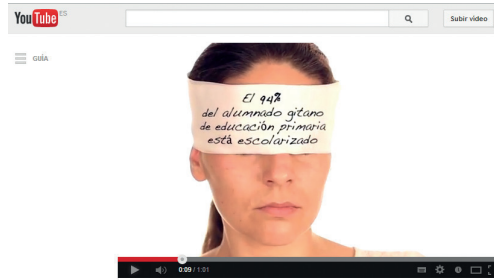 YouTube ES
Subir vídeo
GUÍA
El 94%
del alumnado gitano
de educación primaria
está escolarizado
0:09 / 1:01